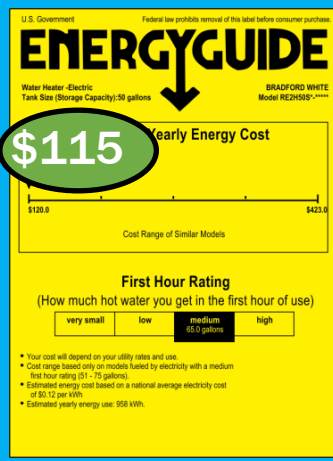 U.S. Government Federal law prohibits removal of this label before consumer purchase.
ENERGYGUIDE
Water Heater -Electric
Tank Size (Storage Capacity):50 gallons
BRADFORD WHITE
Model RE2H50S*-*****
Yearly Energy Cost
$115
$120.0 $423.0
Cost Range of Similar Models
First Hour Rating
(How much hot water you get in the first hour of use)
very small low medium high
65.0 gallons
• Your cost will depend on your utility rates and use.
• Cost range based only on models fueled by electricity with a medium
first hour rating (51 - 75 gallons).
• Estimated energy cost based on a national average electricity cost
of $0.12 per kWh
• Estimated yearly energy use: 958 kWh.